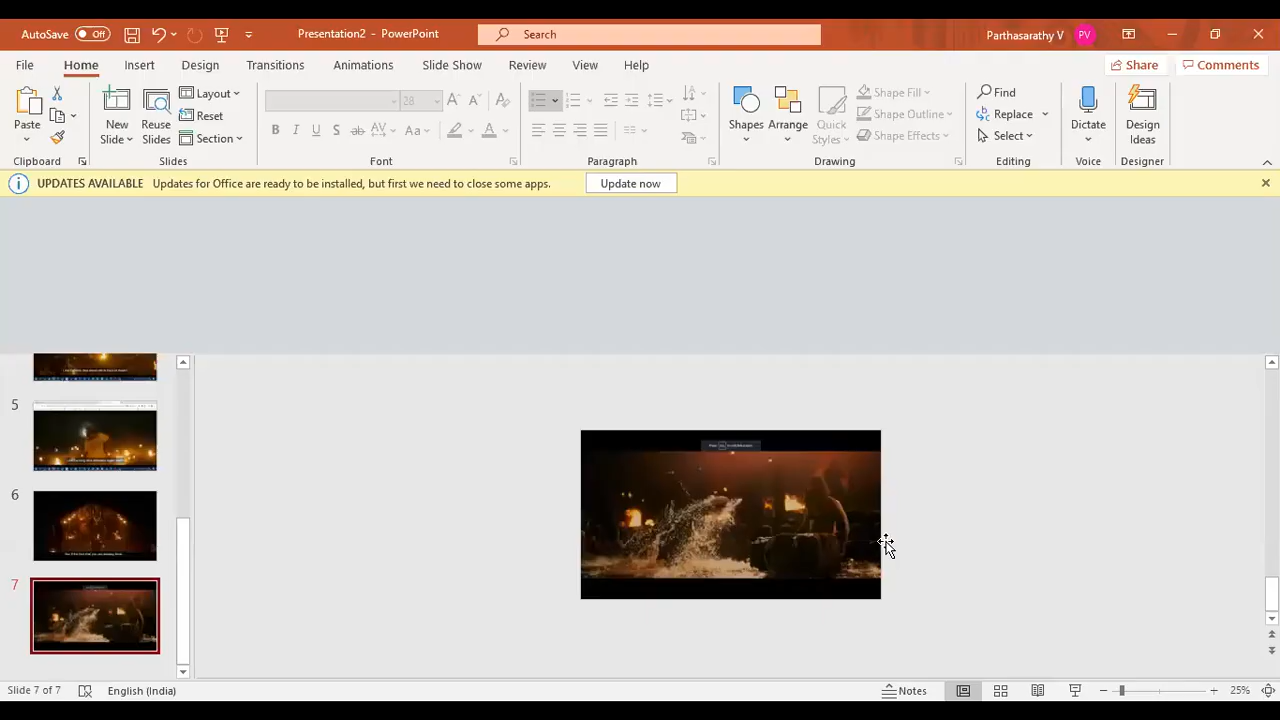 AutoSave Off Presentation2 - PowerPoint Search Parthasarathy V PV
File Home Insert Design Transitions Animations Slide Show Review View Help Share Comments
Paste
Clipboard
New Slide
Reuse Slides
Layout
Reset
Section
Slides
28
Aa
Font
Paragraph
Shapes
Arrange
Quick Styles
Shape Fill
Shape Outline
Shape Effects
Drawing
Find
Replace
Select
Editing
Dictate
Voice
Design Ideas
Designer
UPDATES AVAILABLE Updates for Office are ready to be installed, but first we need to close some apps. Update now
5
6
7
Slide 7 of 7 English (India) Notes 25%